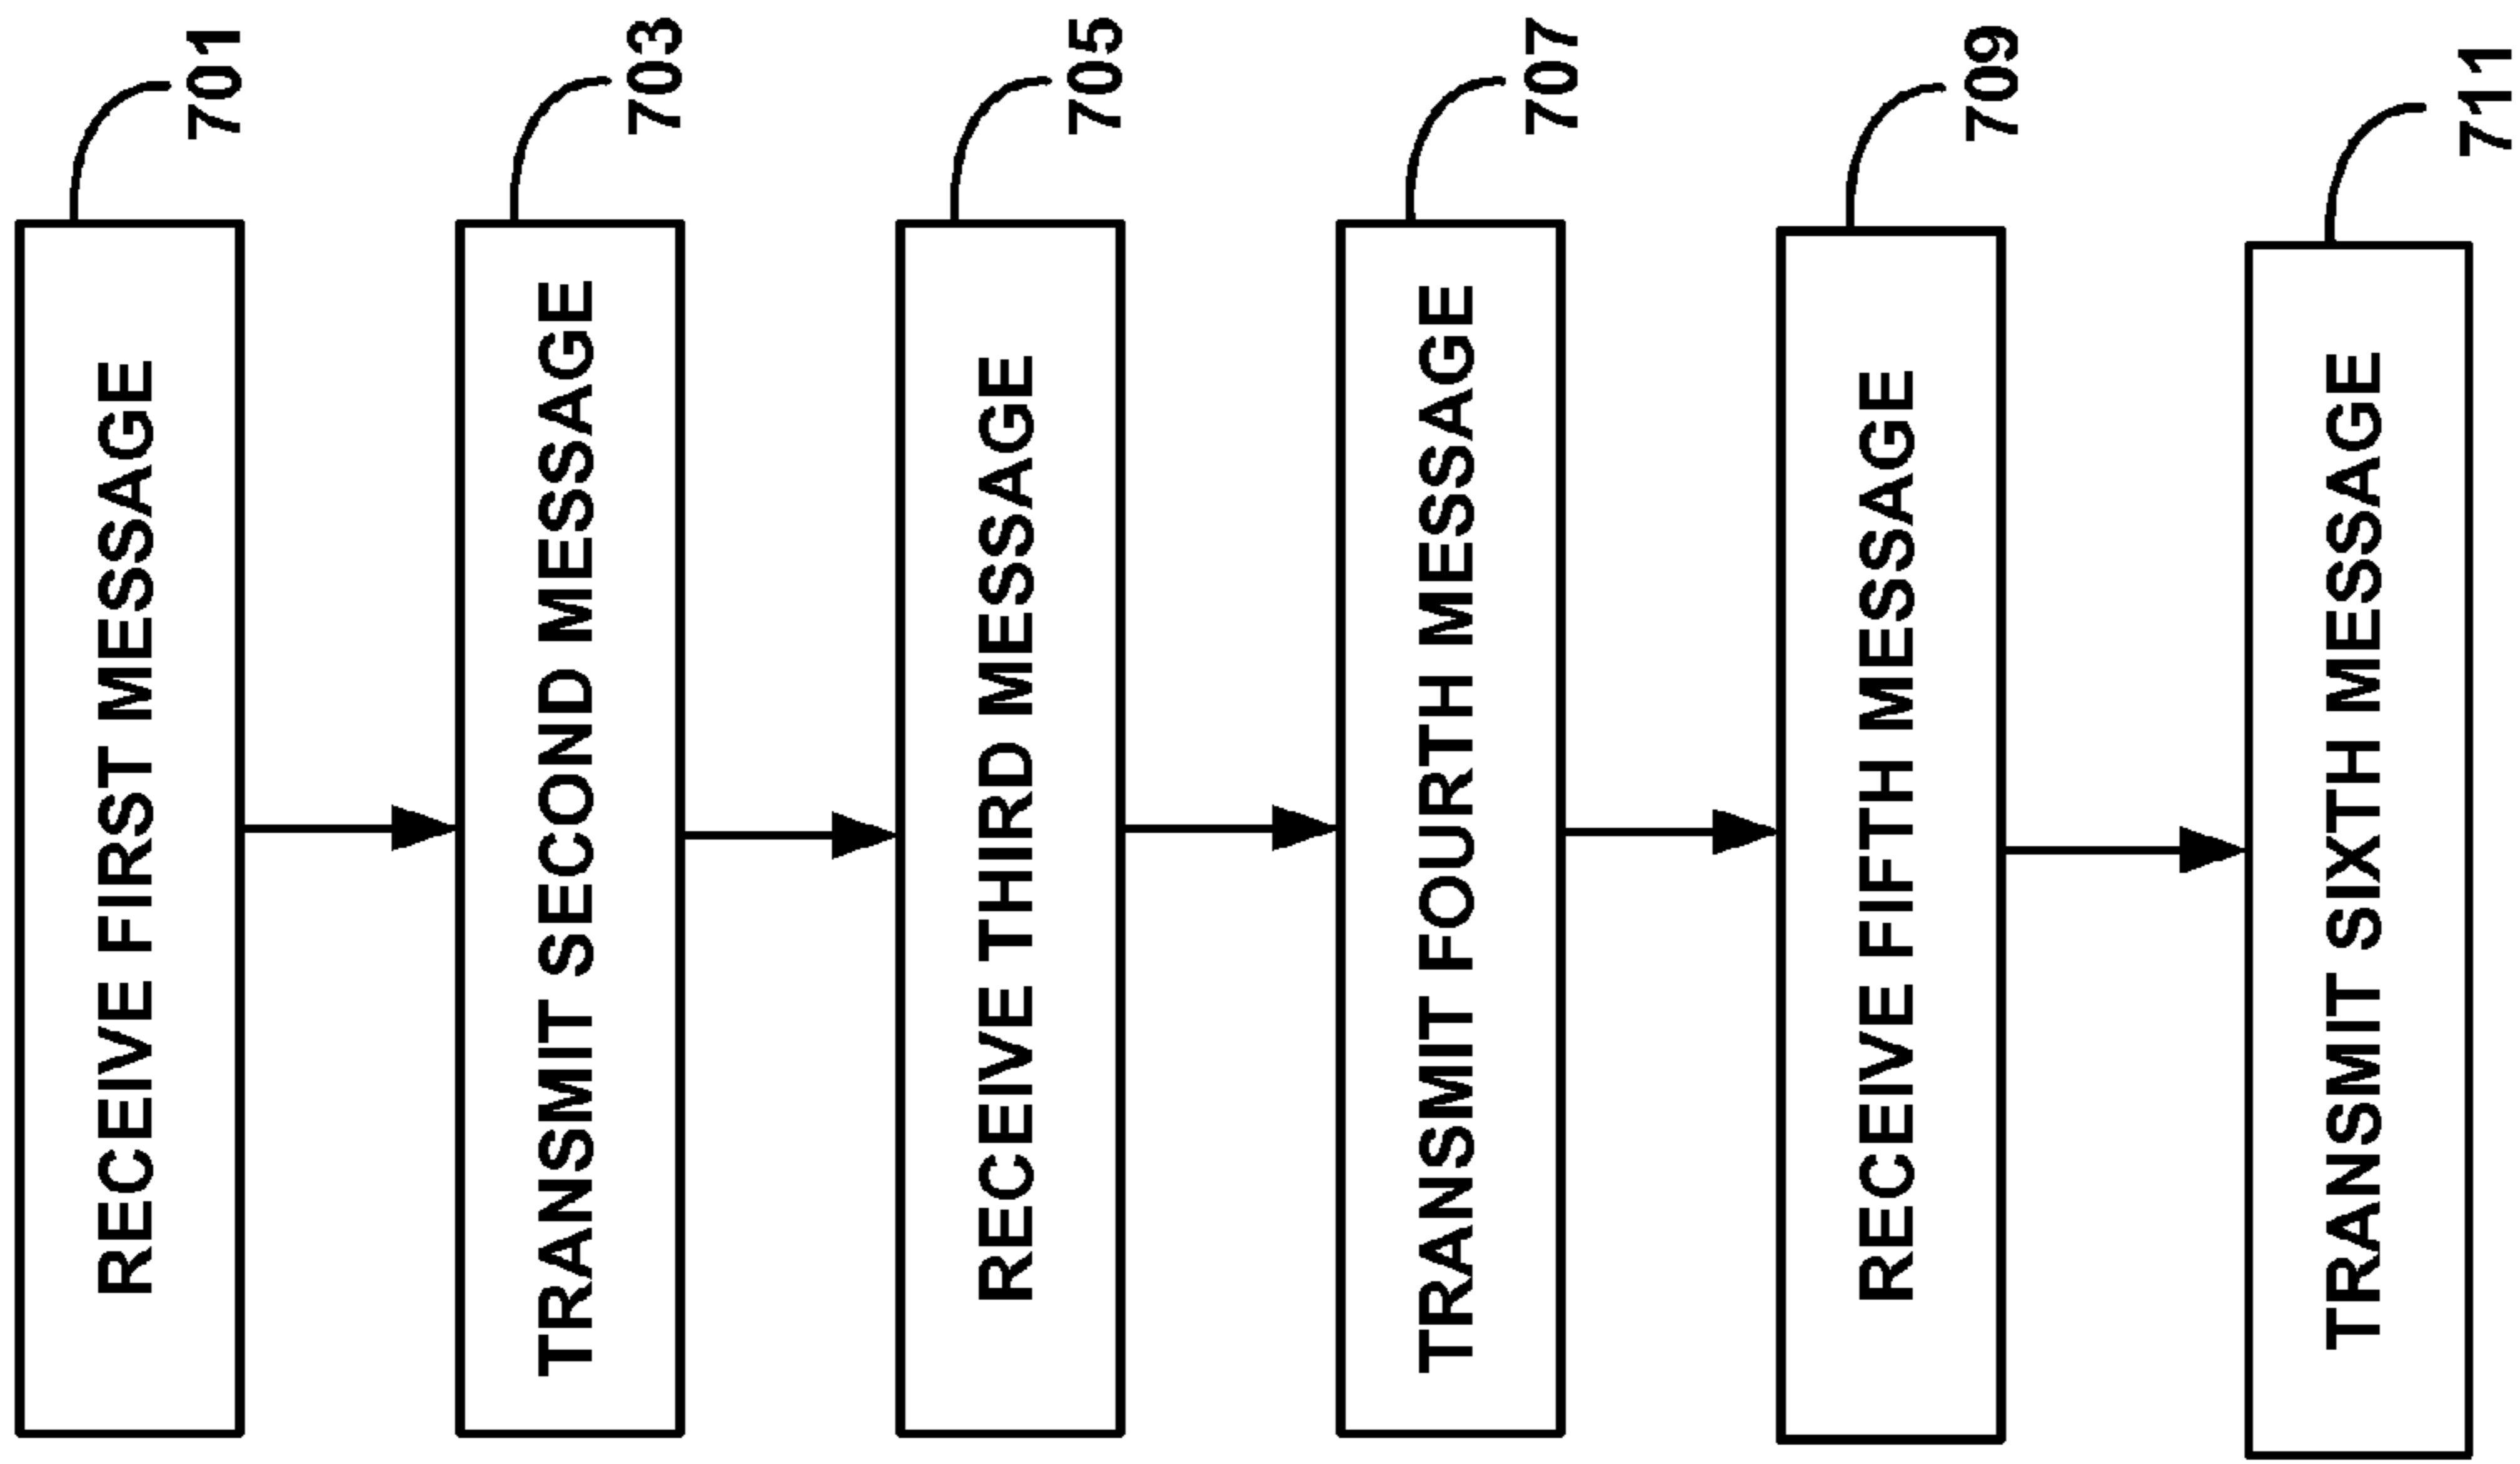 RECEIVE FIRST MESSAGE
701
TRANSMIT SECOND MESSAGE
703
RECEIVE THIRD MESSAGE
705
TRANSMIT FOURTH MESSAGE
707
RECEIVE FIFTH MESSAGE
709
TRANSMIT SIXTH MESSAGE
711